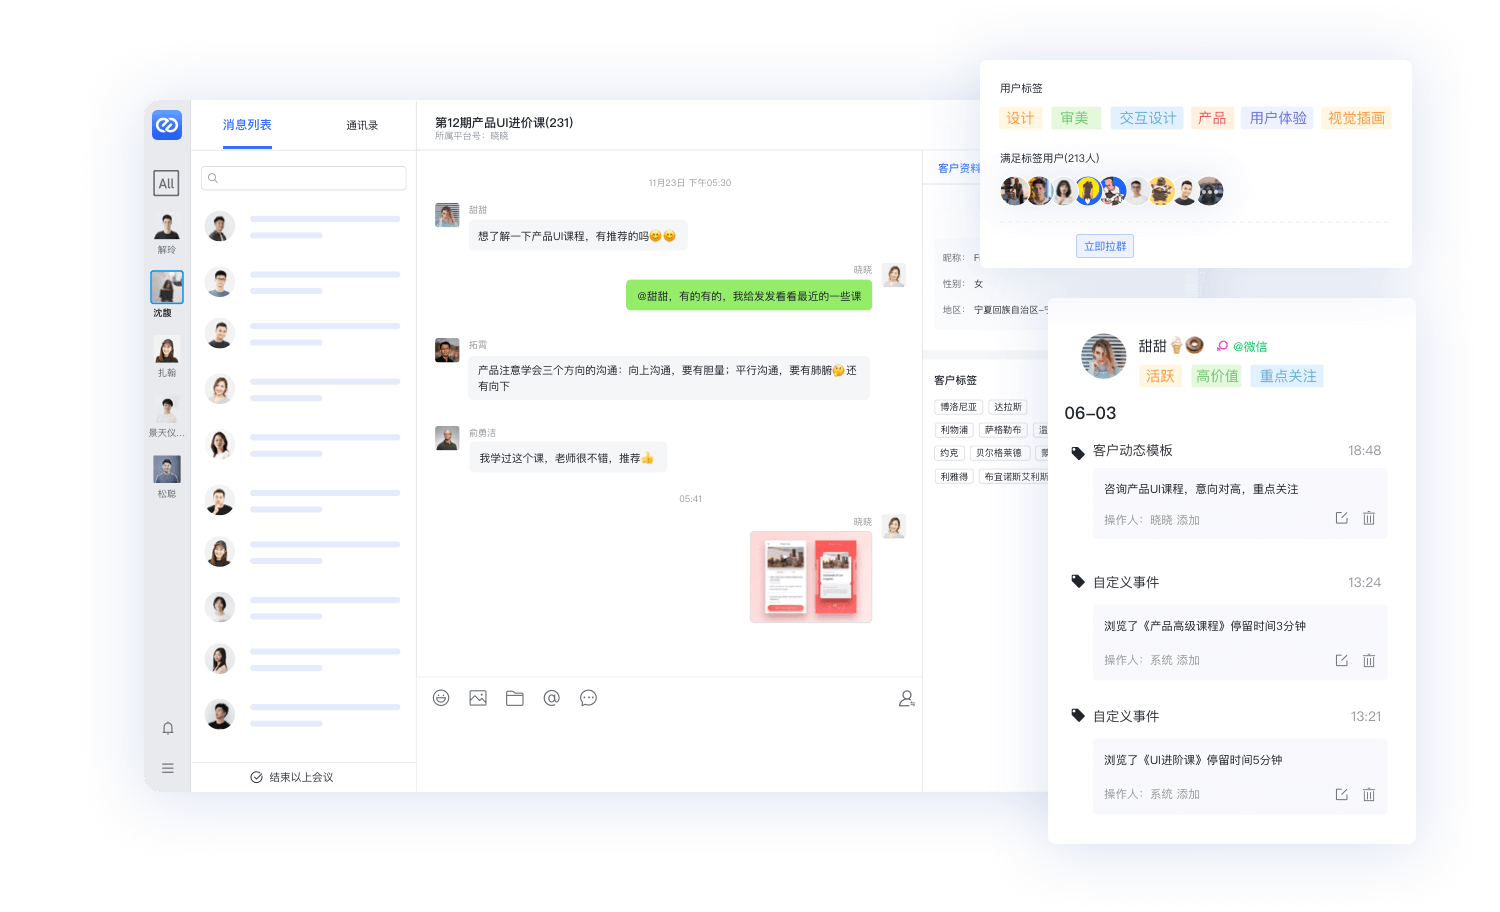 All
解玲
沈馥
扎翰
景天仪...
松聪
消息列表
通讯录
结束以上会议
第12期产品UI进价课(231)
所属平台号：晓晓
11月23日 下午05:30
甜甜
想了解一下产品UI课程，有推荐的吗😊😊
晓晓
@甜甜，有的有的，我给发发看看最近的一些课
拓霄
产品注意学会三个方向的沟通：向上沟通，要有胆量；平行沟通，要有肺腑🤔还
有向下
俞勇洁
我学过这个课，老师很不错，推荐👍
05:41
晓晓
客户资料
昵称：
性别： 女
地区： 宁夏回族自治区-宁
客户标签
博洛尼亚 达拉斯
利物浦 萨格勒布 温
约克 贝尔格莱德
利雅得 布宜诺斯艾利斯
用户标签
设计 审美 交互设计 产品 用户体验 视觉插画
满足标签用户(213人)
立即拉群
甜甜🍦🍩 @微信
活跃 高价值 重点关注
06-03
客户动态模板 18:48
咨询产品UI课程，意向对高，重点关注
操作人：晓晓 添加
自定义事件 13:24
浏览了《产品高级课程》停留时间3分钟
操作人：系统 添加
自定义事件 13:21
浏览了《UI进阶课》停留时间5分钟
操作人：系统 添加